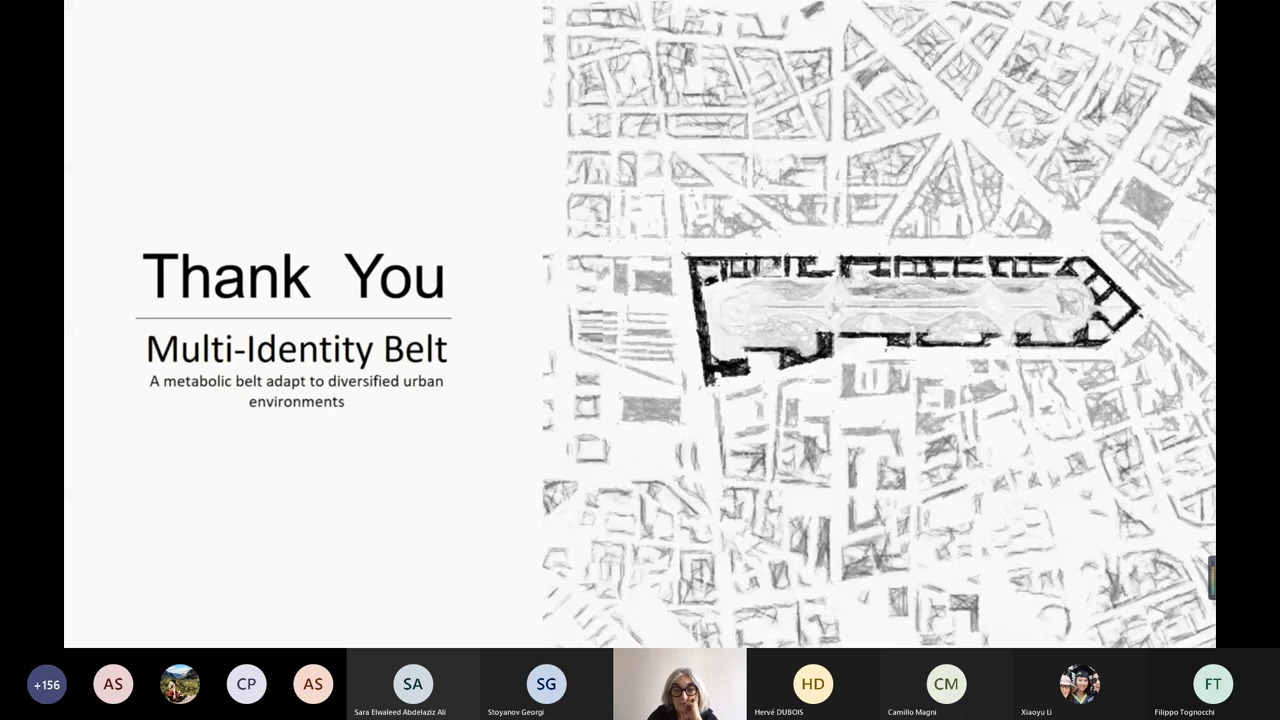 Thank You
Multi-Identity Belt
A metabolic belt adapt to diversified urban
environments
+156
AS
CP
AS
SA
Sara Elwaleed Abdelaziz Ali
SG
Stoyanov Georgi
HD
Hervé DUBOIS
CM
Camillo Magni
Xiaoyu Li
FT
Filippo Tognocchi